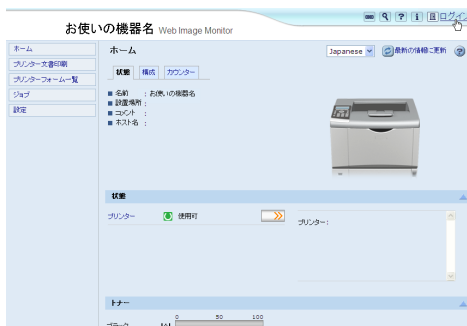 ログイン
お使いの機器名 Web Image Monitor
ホーム
プリンター文書印刷
プリンターフォーム一覧
ジョブ
設定
ホーム
Japanese
最新の情報に更新
状態 構成 カウンター
名前 : お使いの機器名
設置場所 :
コメント :
ホスト名 :
状態
プリンター 使用可
プリンター:
トナー
0 50 100
ブラック